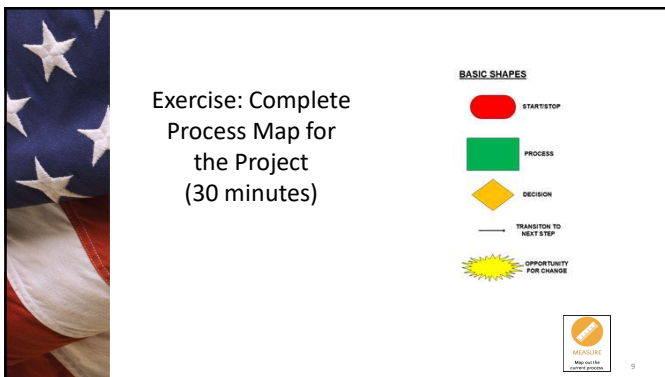 Exercise: Complete
Process Map for
the Project
(30 minutes)
BASIC SHAPES
START/STOP
PROCESS
DECISION
TRANSITON TO
NEXT STEP
OPPORTUNITY
FOR CHANGE
MEASURE
Map out the
current process
9